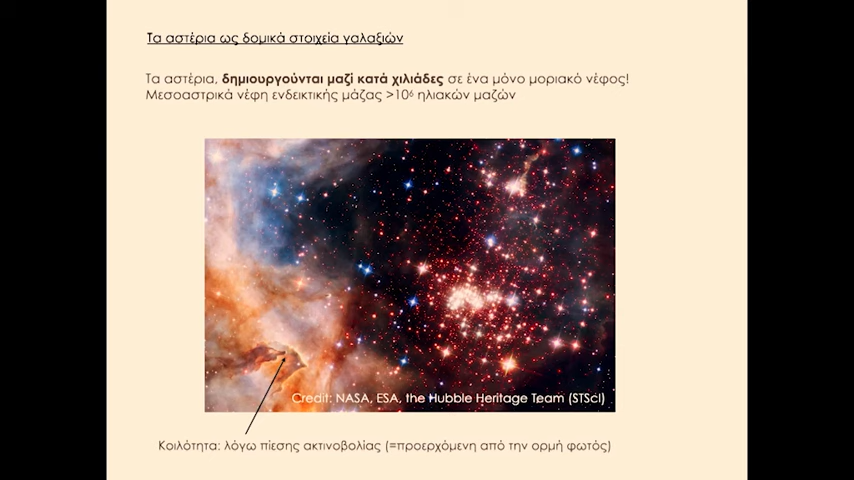 Τα αστέρια ως δομικά στοιχεία γαλαξιών
Τα αστέρια, δημιουργούνται μαζί κατά χιλιάδες σε ένα μόνο μοριακό νέφος!
Μεσοαστρικά νέφη ενδεικτικής μάζας >10⁶ ηλιακών μαζών
Credit: NASA, ESA, the Hubble Heritage Team (STScI)
Κοιλότητα: λόγω πίεσης ακτινοβολίας (=προερχόμενη από την ορμή φωτός)